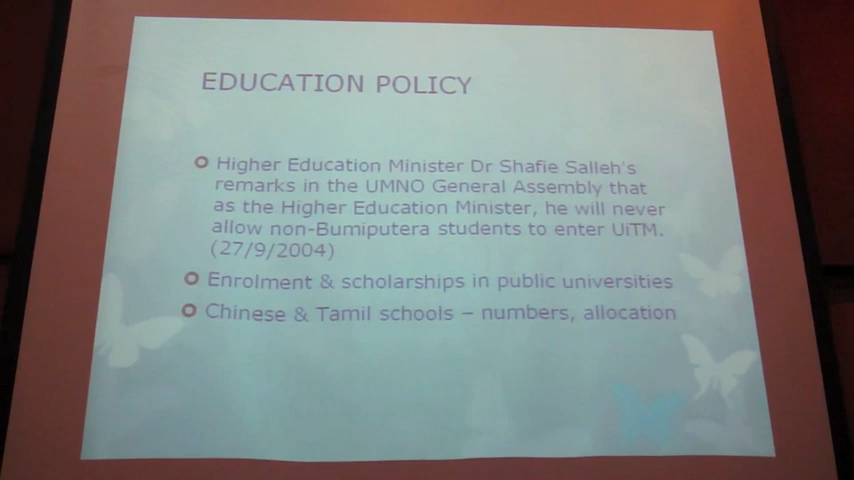 EDUCATION POLICY
Higher Education Minister Dr Shafie Salleh's
remarks in the UMNO General Assembly that
as the Higher Education Minister, he will never
allow non-Bumiputera students to enter UiTM.
(27/9/2004)
Enrolment & scholarships in public universities
Chinese & Tamil schools – numbers, allocation